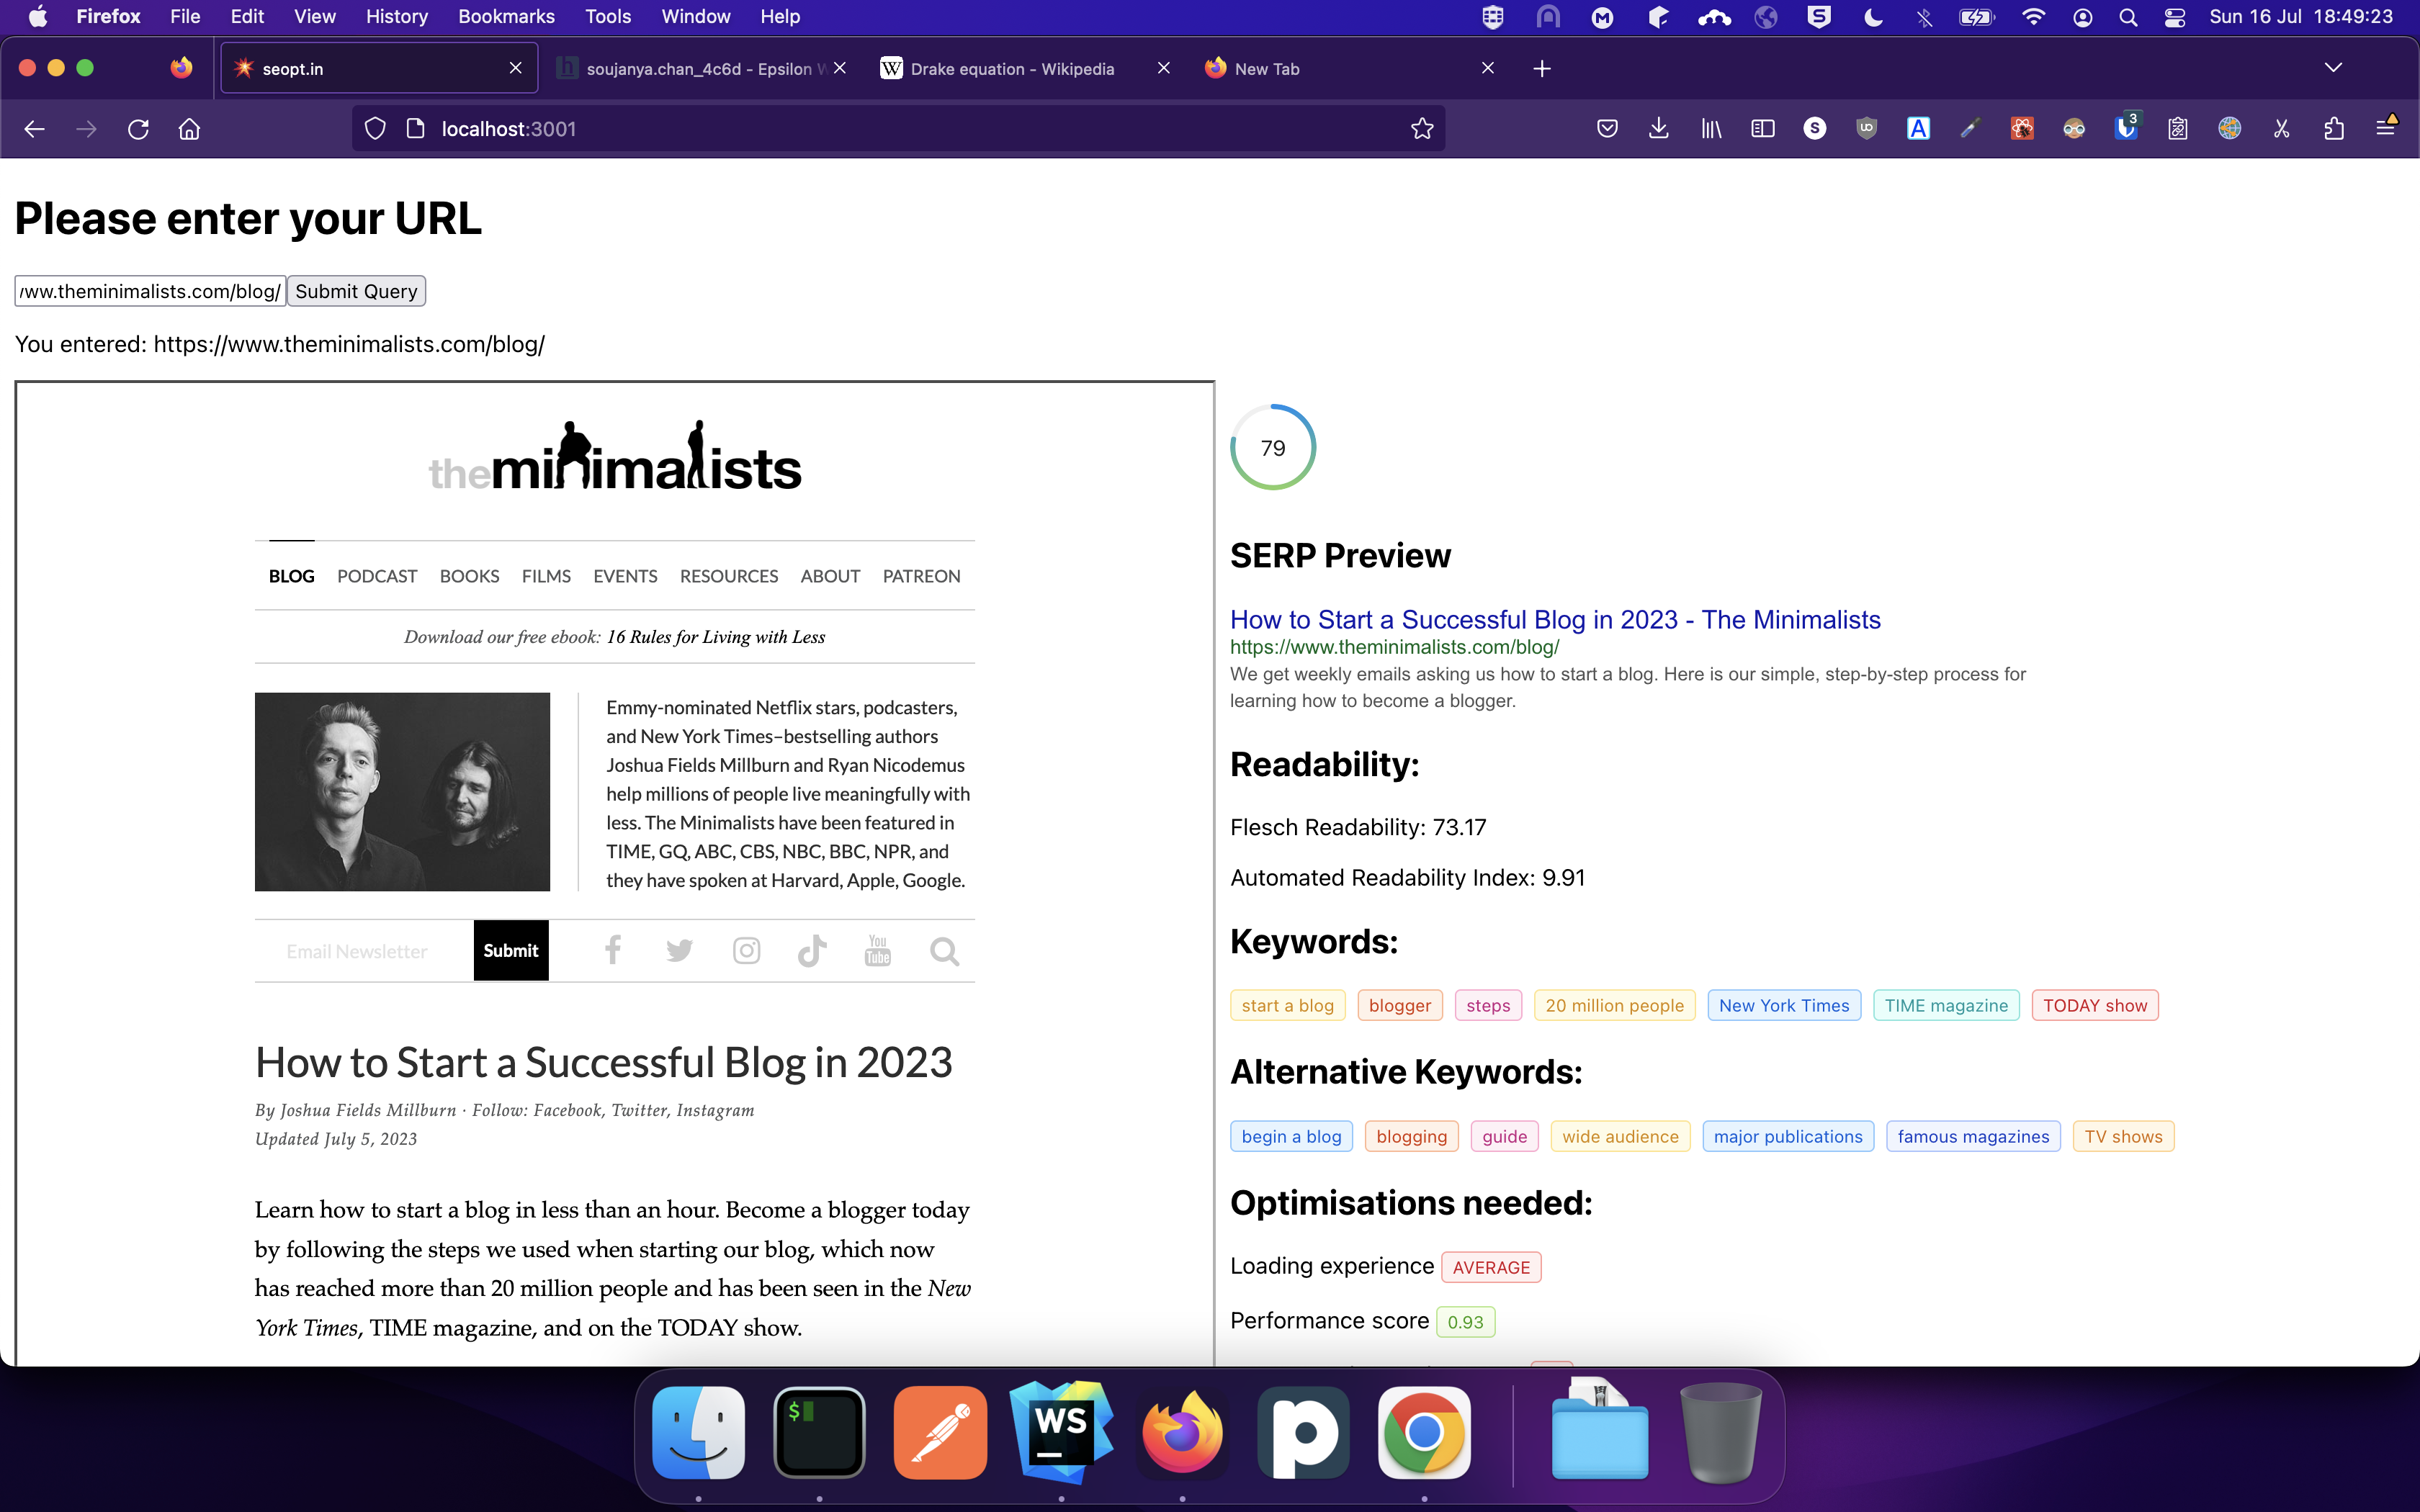 Firefox File Edit View History Bookmarks Tools Window Help Sun 16 Jul 18:49:23
seopt.in soujanya.chan_4c6d - Epsilon Drake equation - Wikipedia New Tab
localhost:3001
3
Please enter your URL
www.theminimalists.com/blog/ Submit Query
You entered: https://www.theminimalists.com/blog/
theminimalists
BLOG PODCAST BOOKS FILMS EVENTS RESOURCES ABOUT PATREON
Download our free ebook: 16 Rules for Living with Less
Emmy-nominated Netflix stars, podcasters,
and New York Times–bestselling authors
Joshua Fields Millburn and Ryan Nicodemus
help millions of people live meaningfully with
less. The Minimalists have been featured in
TIME, GQ, ABC, CBS, NBC, BBC, NPR, and
they have spoken at Harvard, Apple, Google.
Email Newsletter Submit You Tube
How to Start a Successful Blog in 2023
By Joshua Fields Millburn · Follow: Facebook, Twitter, Instagram
Updated July 5, 2023
Learn how to start a blog in less than an hour. Become a blogger today
by following the steps we used when starting our blog, which now
has reached more than 20 million people and has been seen in the New
York Times, TIME magazine, and on the TODAY show.
79
SERP Preview
How to Start a Successful Blog in 2023 - The Minimalists
https://www.theminimalists.com/blog/
We get weekly emails asking us how to start a blog. Here is our simple, step-by-step process for
learning how to become a blogger.
Readability:
Flesch Readability: 73.17
Automated Readability Index: 9.91
Keywords:
start a blog blogger steps 20 million people New York Times TIME magazine TODAY show
Alternative Keywords:
begin a blog blogging guide wide audience major publications famous magazines TV shows
Optimisations needed:
Loading experience AVERAGE
Performance score 0.93
$
WS